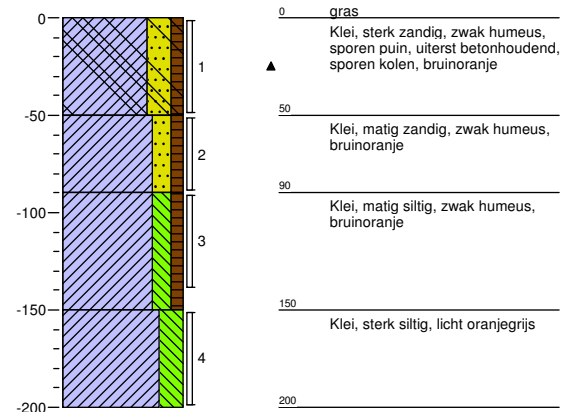 0
-50
-100
-150
-200
1
2
3
4
0 gras
Klei, sterk zandig, zwak humeus,
sporen puin, uiterst betonhoudend,
sporen kolen, bruinoranje
50
Klei, matig zandig, zwak humeus,
bruinoranje
90
Klei, matig siltig, zwak humeus,
bruinoranje
150
Klei, sterk siltig, licht oranjegrijs
200